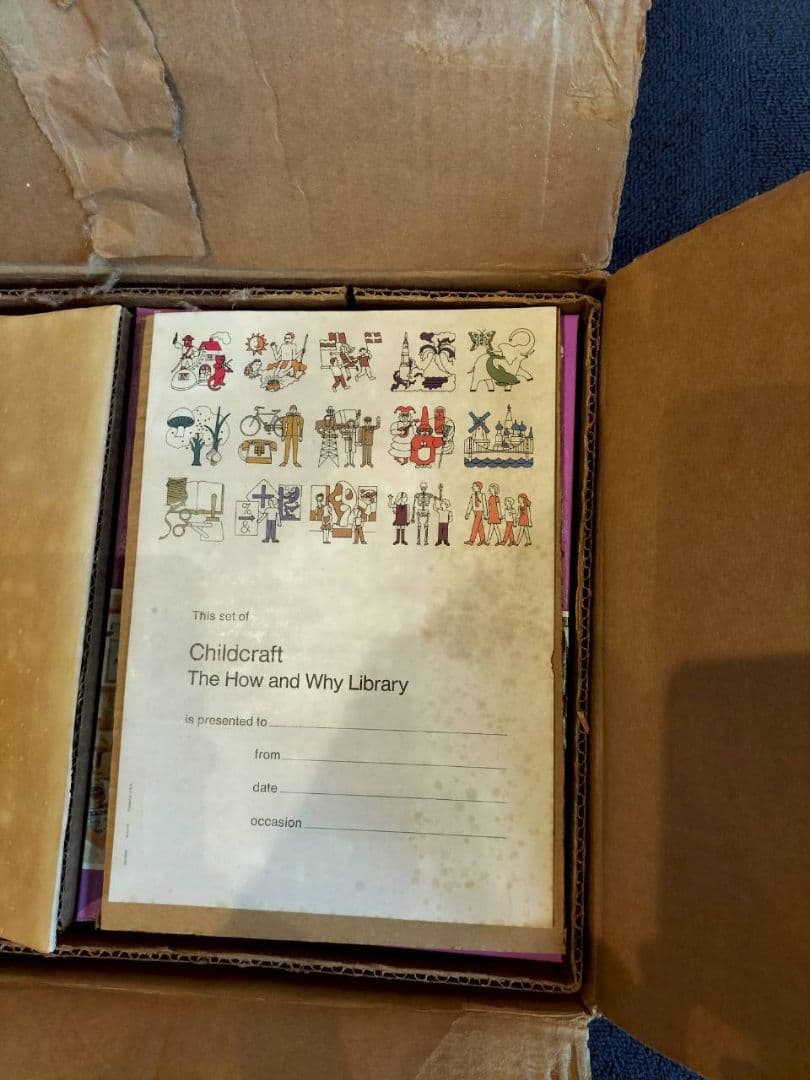 This set of
Childcraft
The How and Why Library
is presented to
from
date
occasion